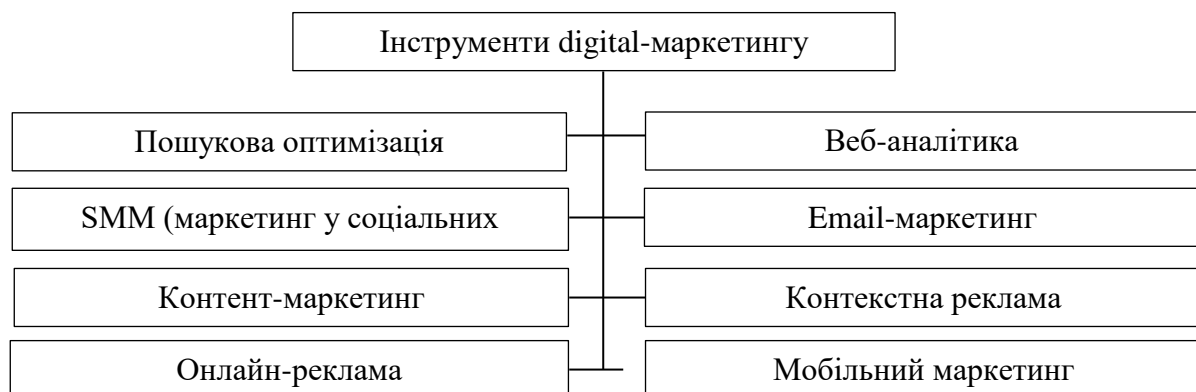 Інструменти digital-маркетингу
Пошукова оптимізація
Веб-аналітика
SMM (маркетинг у соціальних
Email-маркетинг
Контент-маркетинг
Контекстна реклама
Онлайн-реклама
Мобільний маркетинг